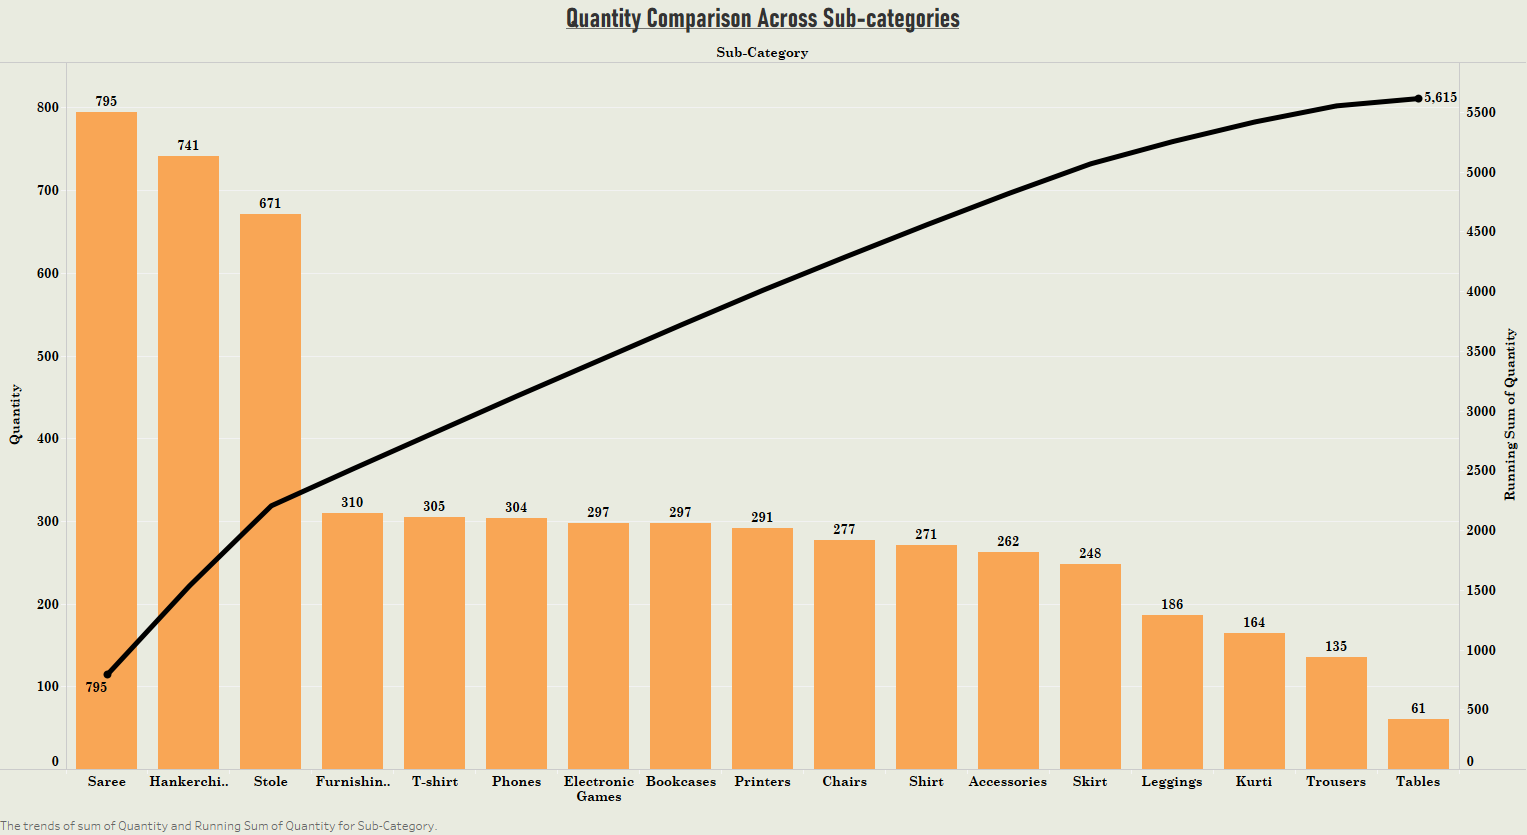 Quantity Comparison Across Sub-categories
Sub-Category
800
700
600
500
400
300
200
100
0
Quantity
795
741
671
310
305
304
297
297
291
277
271
262
248
186
164
135
61
795
5,615
5500
5000
4500
4000
3500
3000
2500
2000
1500
1000
500
0
Running Sum of Quantity
Saree
Hankerchi..
Stole
Furnishin..
T-shirt
Phones
Electronic
Games
Bookcases
Printers
Chairs
Shirt
Accessories
Skirt
Leggings
Kurti
Trousers
Tables
The trends of sum of Quantity and Running Sum of Quantity for Sub-Category.